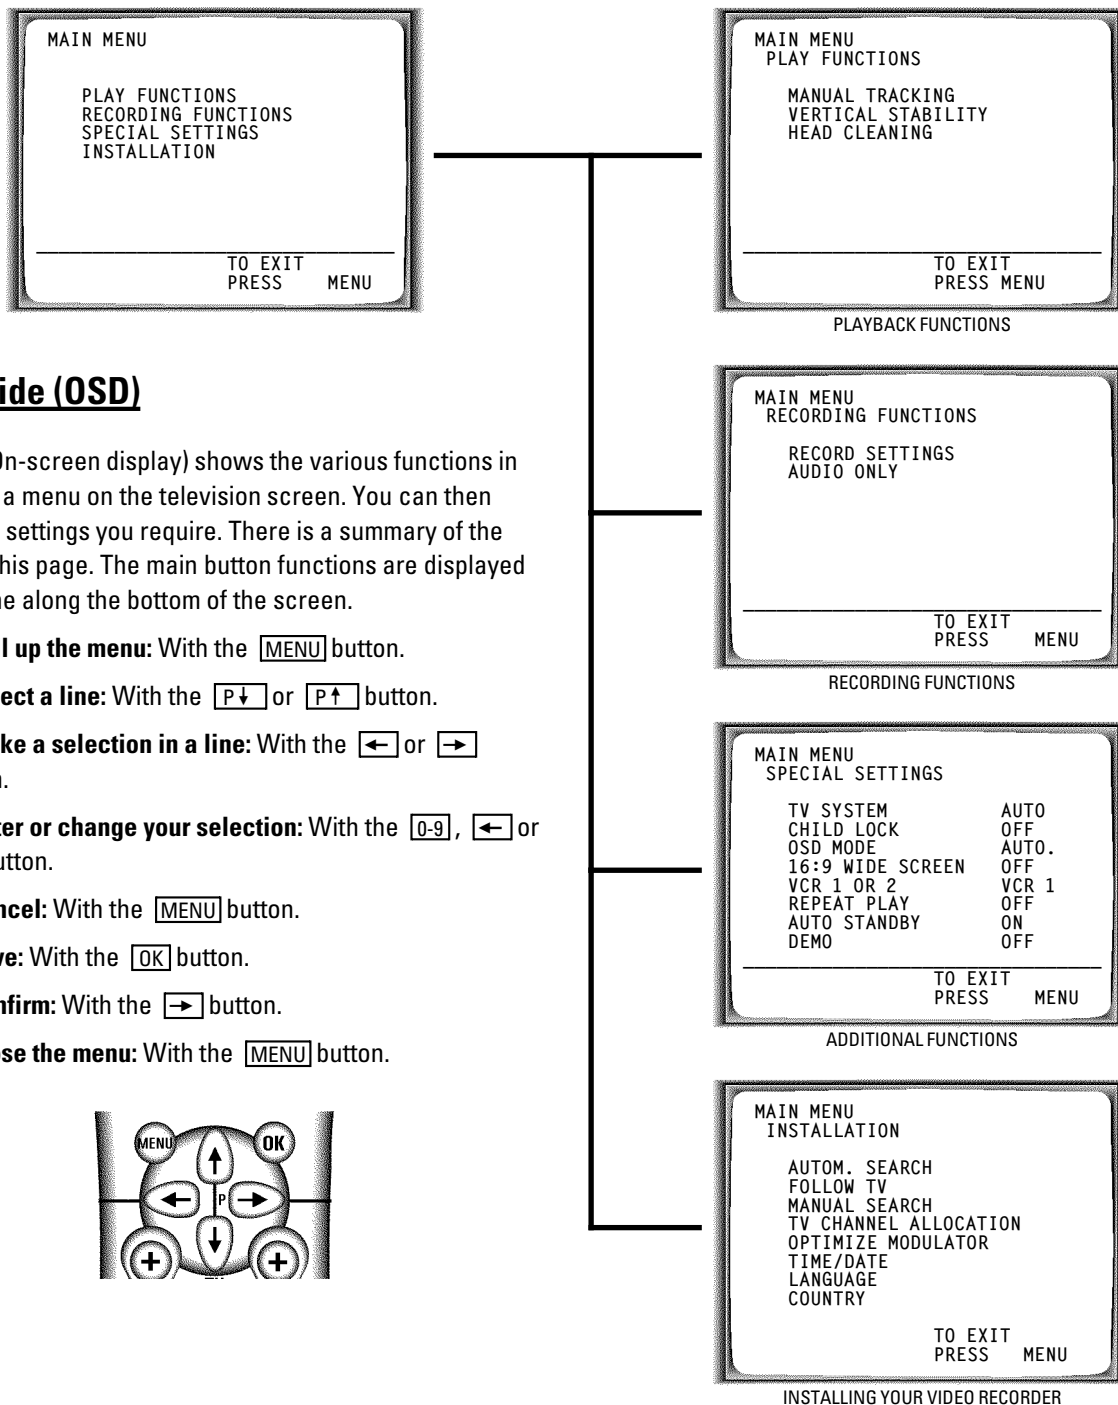 MAIN MENU
PLAY FUNCTIONS
RECORDING FUNCTIONS
SPECIAL SETTINGS
INSTALLATION
TO EXIT
PRESS MENU
ide (OSD)
On-screen display) shows the various functions in
a menu on the television screen. You can then
settings you require. There is a summary of the
his page. The main button functions are displayed
ne along the bottom of the screen.
l up the menu: With the MENU button.
ect a line: With the P↓ or P↑ button.
ke a selection in a line: With the ← or →
n.
ter or change your selection: With the 0-9 , ← or
utton.
ncel: With the MENU button.
ve: With the OK button.
nfirm: With the → button.
ose the menu: With the MENU button.
MENU
OK
P
+
+
MAIN MENU
PLAY FUNCTIONS
MANUAL TRACKING
VERTICAL STABILITY
HEAD CLEANING
TO EXIT
PRESS MENU
PLAYBACK FUNCTIONS
MAIN MENU
RECORDING FUNCTIONS
RECORD SETTINGS
AUDIO ONLY
TO EXIT
PRESS MENU
RECORDING FUNCTIONS
MAIN MENU
SPECIAL SETTINGS
TV SYSTEM AUTO
CHILD LOCK OFF
OSD MODE AUTO.
16:9 WIDE SCREEN OFF
VCR 1 OR 2 VCR 1
REPEAT PLAY OFF
AUTO STANDBY ON
DEMO OFF
TO EXIT
PRESS MENU
ADDITIONAL FUNCTIONS
MAIN MENU
INSTALLATION
AUTOM. SEARCH
FOLLOW TV
MANUAL SEARCH
TV CHANNEL ALLOCATION
OPTIMIZE MODULATOR
TIME/DATE
LANGUAGE
COUNTRY
TO EXIT
PRESS MENU
INSTALLING YOUR VIDEO RECORDER